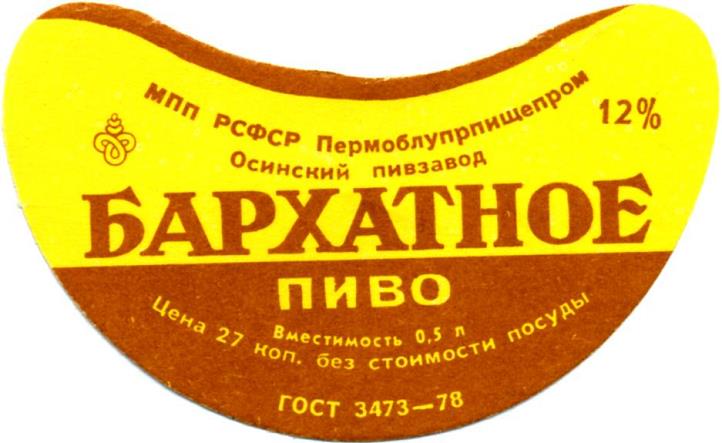 МПП РСФСР Пермоблупрпищепром
12%
Осинский пивзавод
БАРХАТНОЕ
ПИВО
Вместимость 0,5 л
Цена 27 коп. без стоимости посуды
ГОСТ 3473—78